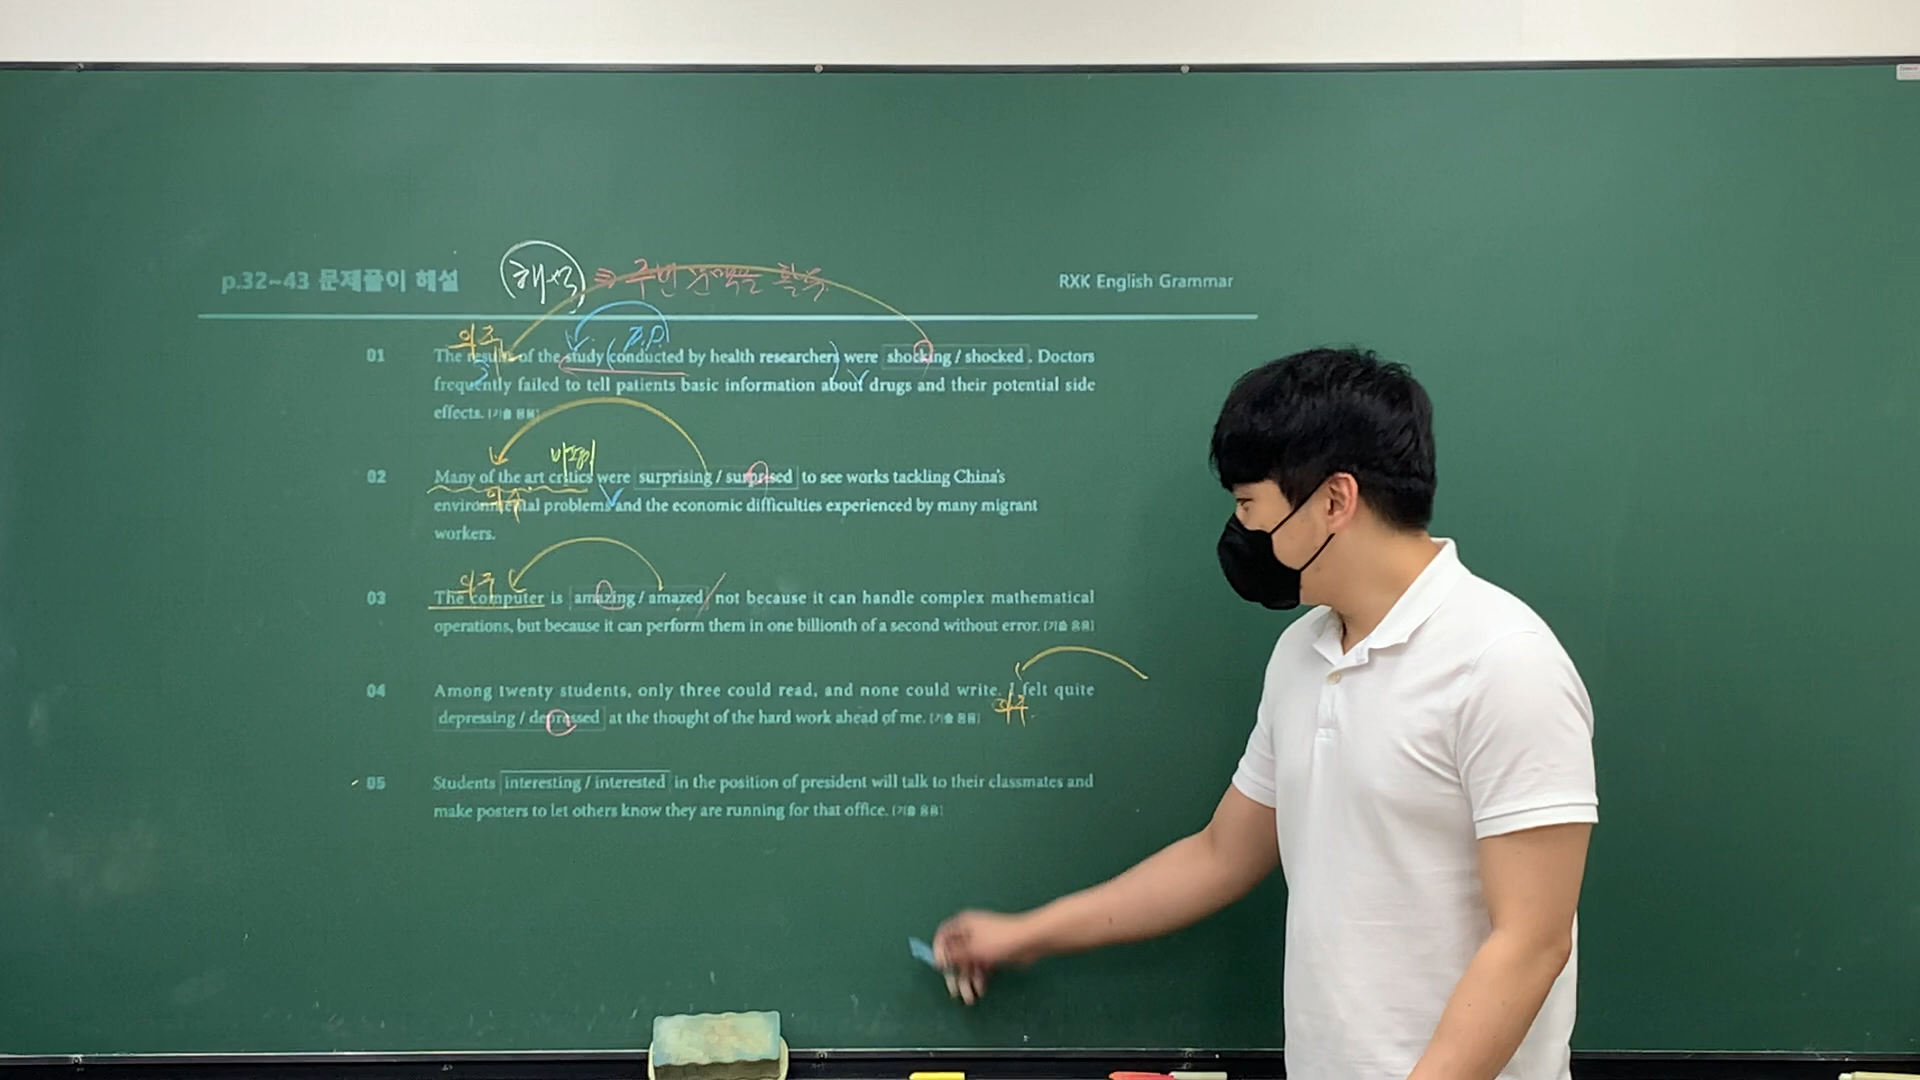 p.32~43 문제풀이 해설
해석 ⇒ 주변 문맥을 활용
RXK English Grammar
의주
p.p.
01 The results of the study (conducted by health researchers) were shocking / shocked . Doctors
frequently failed to tell patients basic information about drugs and their potential side
effects. [기출 응용]
02 Many of the art critics were surprising / surprised to see works tackling China's
의주
environmental problems and the economic difficulties experienced by many migrant
workers.
의주
03 The computer is amazing / amazed not because it can handle complex mathematical
operations, but because it can perform them in one billionth of a second without error. [기출 응용]
04 Among twenty students, only three could read, and none could write. I felt quite
의주
depressing / depressed at the thought of the hard work ahead of me. [기출 응용]
05 Students interesting / interested in the position of president will talk to their classmates and
make posters to let others know they are running for that office. [기출 응용]